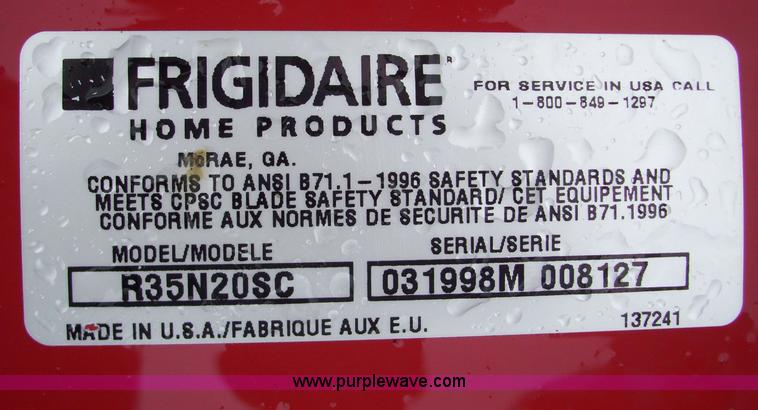 FRIGIDAIRE
HOME PRODUCTS
FOR SERVICE IN USA CALL
1-800-849-1297
McRAE, GA.
CONFORMS TO ANSI B71.1-1996 SAFETY STANDARDS AND
MEETS CPSC BLADE SAFETY STANDARD/ CET EQUIPEMENT
CONFORME AUX NORMES DE SECURITE DE ANSI B71.1996
MODEL/MODELE
SERIAL/SERIE
R35N20SC
031998M 008127
MADE IN U.S.A./FABRIQUE AUX E.U.
137241
www.purplewave.com